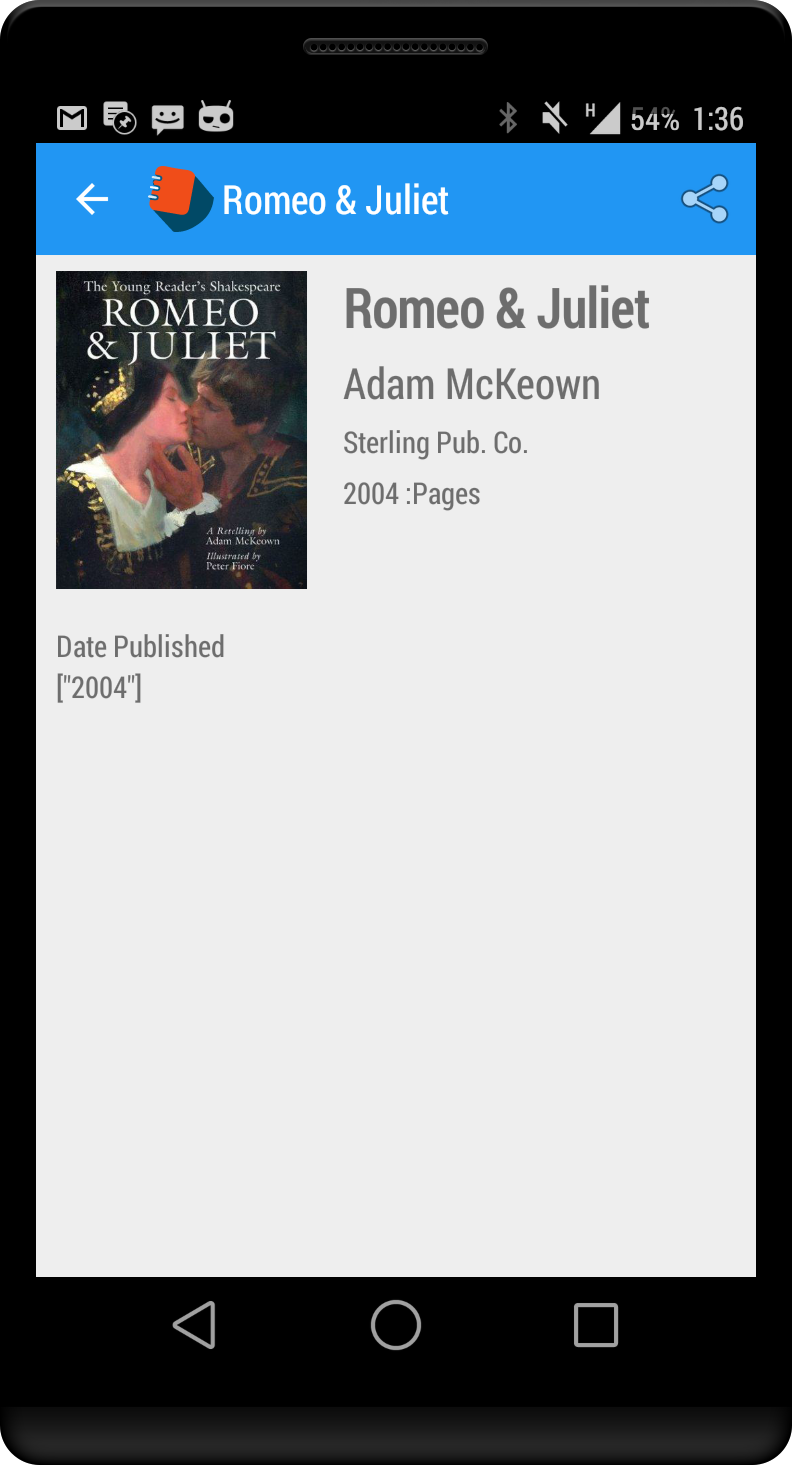 H 54% 1:36
Romeo & Juliet
The Young Reader's Shakespeare
ROMEO
& JULIET
A Retelling by
Adam McKeown
Illustrated by
Peter Fiore
Romeo & Juliet
Adam McKeown
Sterling Pub. Co.
2004 :Pages
Date Published
["2004"]